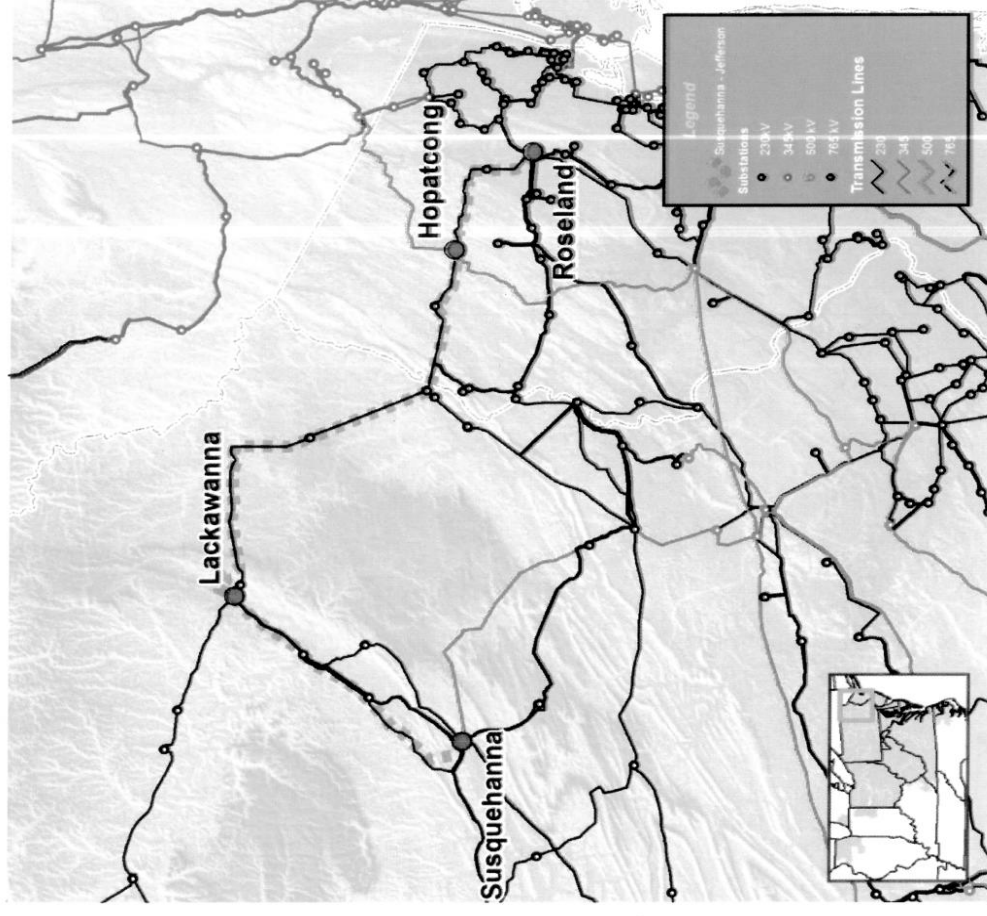 Lackawanna
Hopatcong
Roseland
Susquehanna
Legend
Susquehanna - Jefferson
Substations
230 kV
345 kV
500 kV
765 kV
Transmission Lines
230
345
500
765